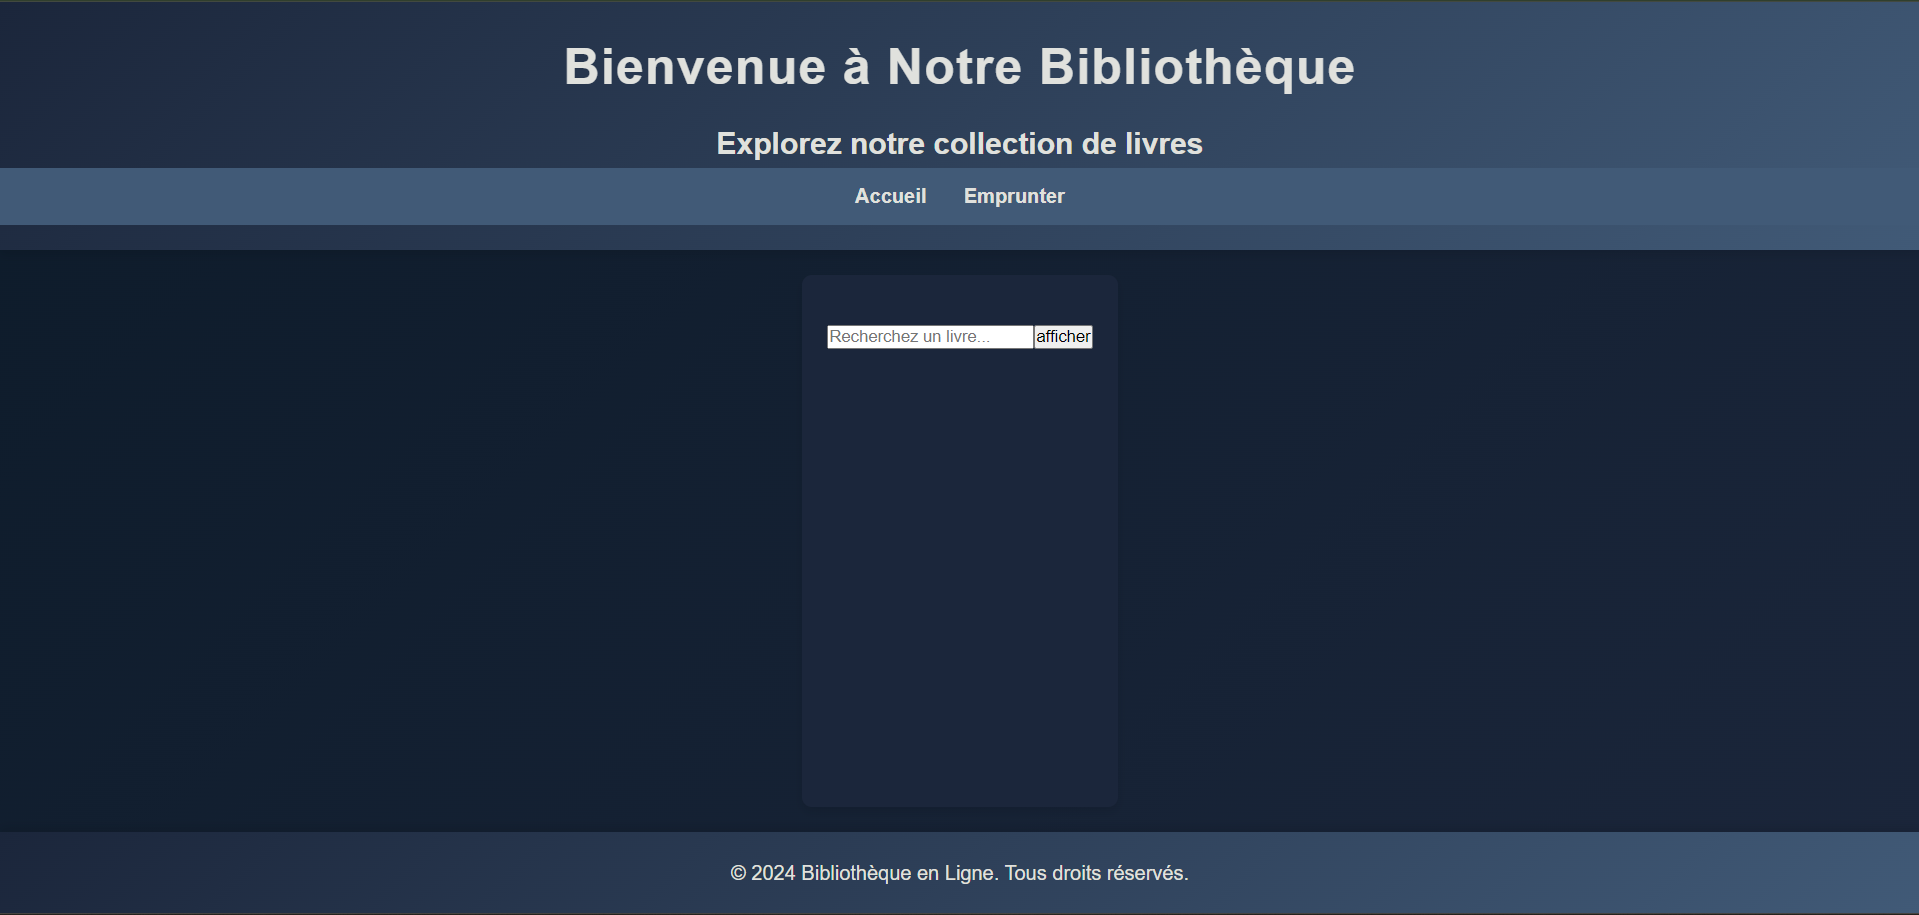 Bienvenue à Notre Bibliothèque
Explorez notre collection de livres
Accueil Emprunter
Recherchez un livre... afficher
© 2024 Bibliothèque en Ligne. Tous droits réservés.